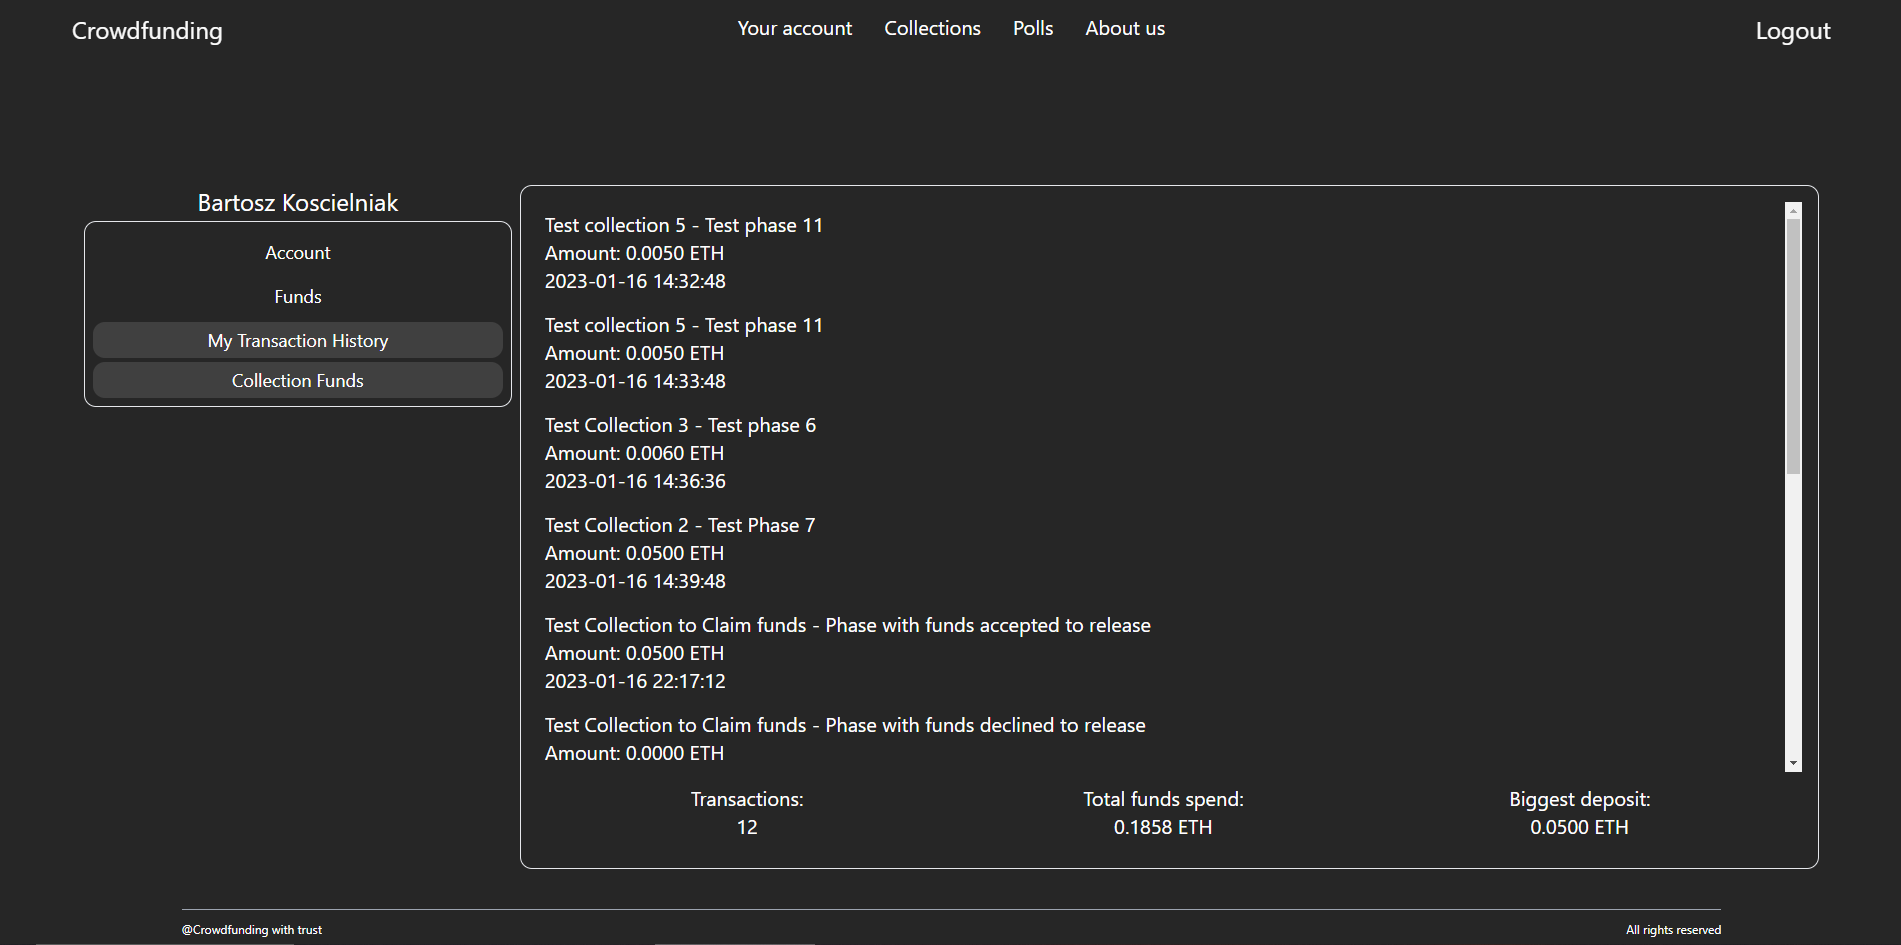 Crowdfunding
Your account
Collections
Polls
About us
Logout
Bartosz Koscielniak
Account
Funds
My Transaction History
Collection Funds
Test collection 5 - Test phase 11
Amount: 0.0050 ETH
2023-01-16 14:32:48
Test collection 5 - Test phase 11
Amount: 0.0050 ETH
2023-01-16 14:33:48
Test Collection 3 - Test phase 6
Amount: 0.0060 ETH
2023-01-16 14:36:36
Test Collection 2 - Test Phase 7
Amount: 0.0500 ETH
2023-01-16 14:39:48
Test Collection to Claim funds - Phase with funds accepted to release
Amount: 0.0500 ETH
2023-01-16 22:17:12
Test Collection to Claim funds - Phase with funds declined to release
Amount: 0.0000 ETH
Transactions:
12
Total funds spend:
0.1858 ETH
Biggest deposit:
0.0500 ETH
@Crowdfunding with trust
All rights reserved